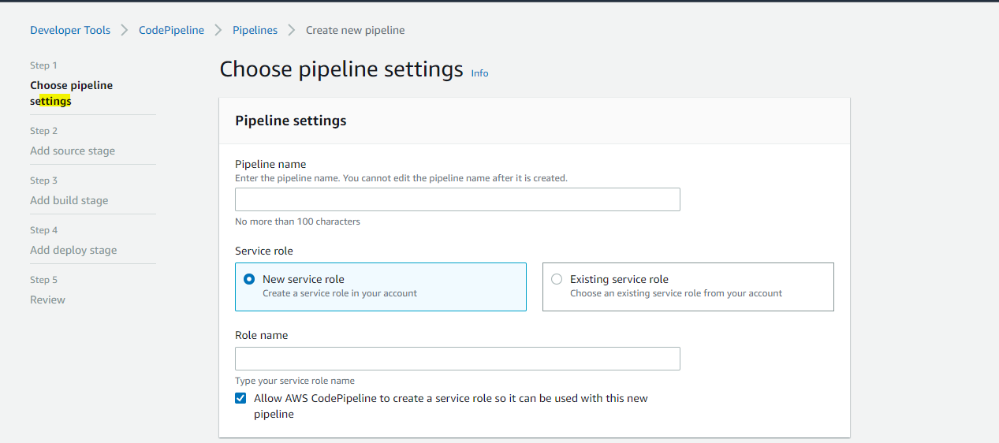 Developer Tools > CodePipeline > Pipelines > Create new pipeline
Step 1
Choose pipeline
settings
Step 2
Add source stage
Step 3
Add build stage
Step 4
Add deploy stage
Step 5
Review
Choose pipeline settings Info
Pipeline settings
Pipeline name
Enter the pipeline name. You cannot edit the pipeline name after it is created.
No more than 100 characters
Service role
New service role
Create a service role in your account
Existing service role
Choose an existing service role from your account
Role name
Type your service role name
Allow AWS CodePipeline to create a service role so it can be used with this new
pipeline